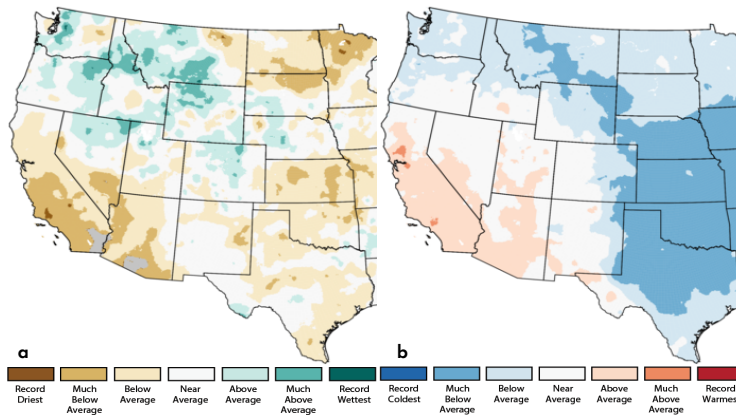 a
b
Record
Driest
Much
Below
Average
Below
Average
Near
Average
Above
Average
Much
Above
Average
Record
Wettest
Record
Coldest
Much
Below
Average
Below
Average
Near
Average
Above
Average
Much
Above
Average
Record
Warmest